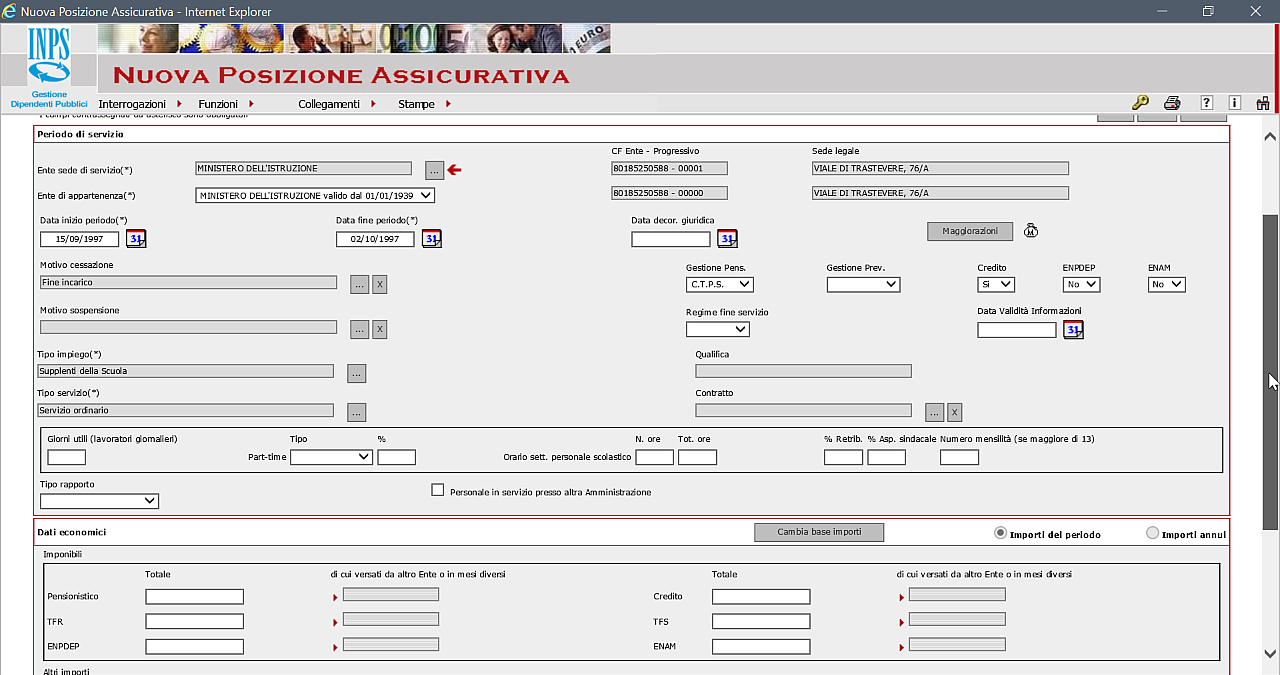 Nuova Posizione Assicurativa - Internet Explorer
INPS
Gestione
Dipendenti Pubblici
EURO
NUOVA POSIZIONE ASSICURATIVA
Interrogazioni Funzioni Collegamenti Stampe
I campi contrassegnati da asterisco sono obbligatori
Periodo di servizio
CF Ente - Progressivo Sede legale
Ente sede di servizio(*) MINISTERO DELL'ISTRUZIONE ... 80185250588 - 00001 VIALE DI TRASTEVERE, 76/A
Ente di appartenenza(*) MINISTERO DELL'ISTRUZIONE valido dal 01/01/1939 80185250588 - 00000 VIALE DI TRASTEVERE, 76/A
Data inizio periodo(*) Data fine periodo(*) Data decor. giuridica
15/09/1997 31 02/10/1997 31 31 Maggiorazioni M
Motivo cessazione Gestione Pens. Gestione Prev. Credito ENPDEP ENAM
Fine incarico ... X C.T.P.S. Si No No
Motivo sospensione Regime fine servizio Data Validità Informazioni
... X 31
Tipo impiego(*) Qualifica
Supplenti della Scuola ...
Tipo servizio(*) Contratto
Servizio ordinario ... ... X
Giorni utili (lavoratori giornalieri) Tipo % N. ore Tot. ore % Retrib. % Asp. sindacale Numero mensilità (se maggiore di 13)
Part-time Orario sett. personale scolastico
Tipo rapporto
Personale in servizio presso altra Amministrazione
Dati economici Cambia base importi Importi del periodo Importi annui
Imponibili
Totale di cui versati da altro Ente o in mesi diversi Totale di cui versati da altro Ente o in mesi diversi
Pensionistico Credito
TFR TFS
ENPDEP ENAM
Altri importi